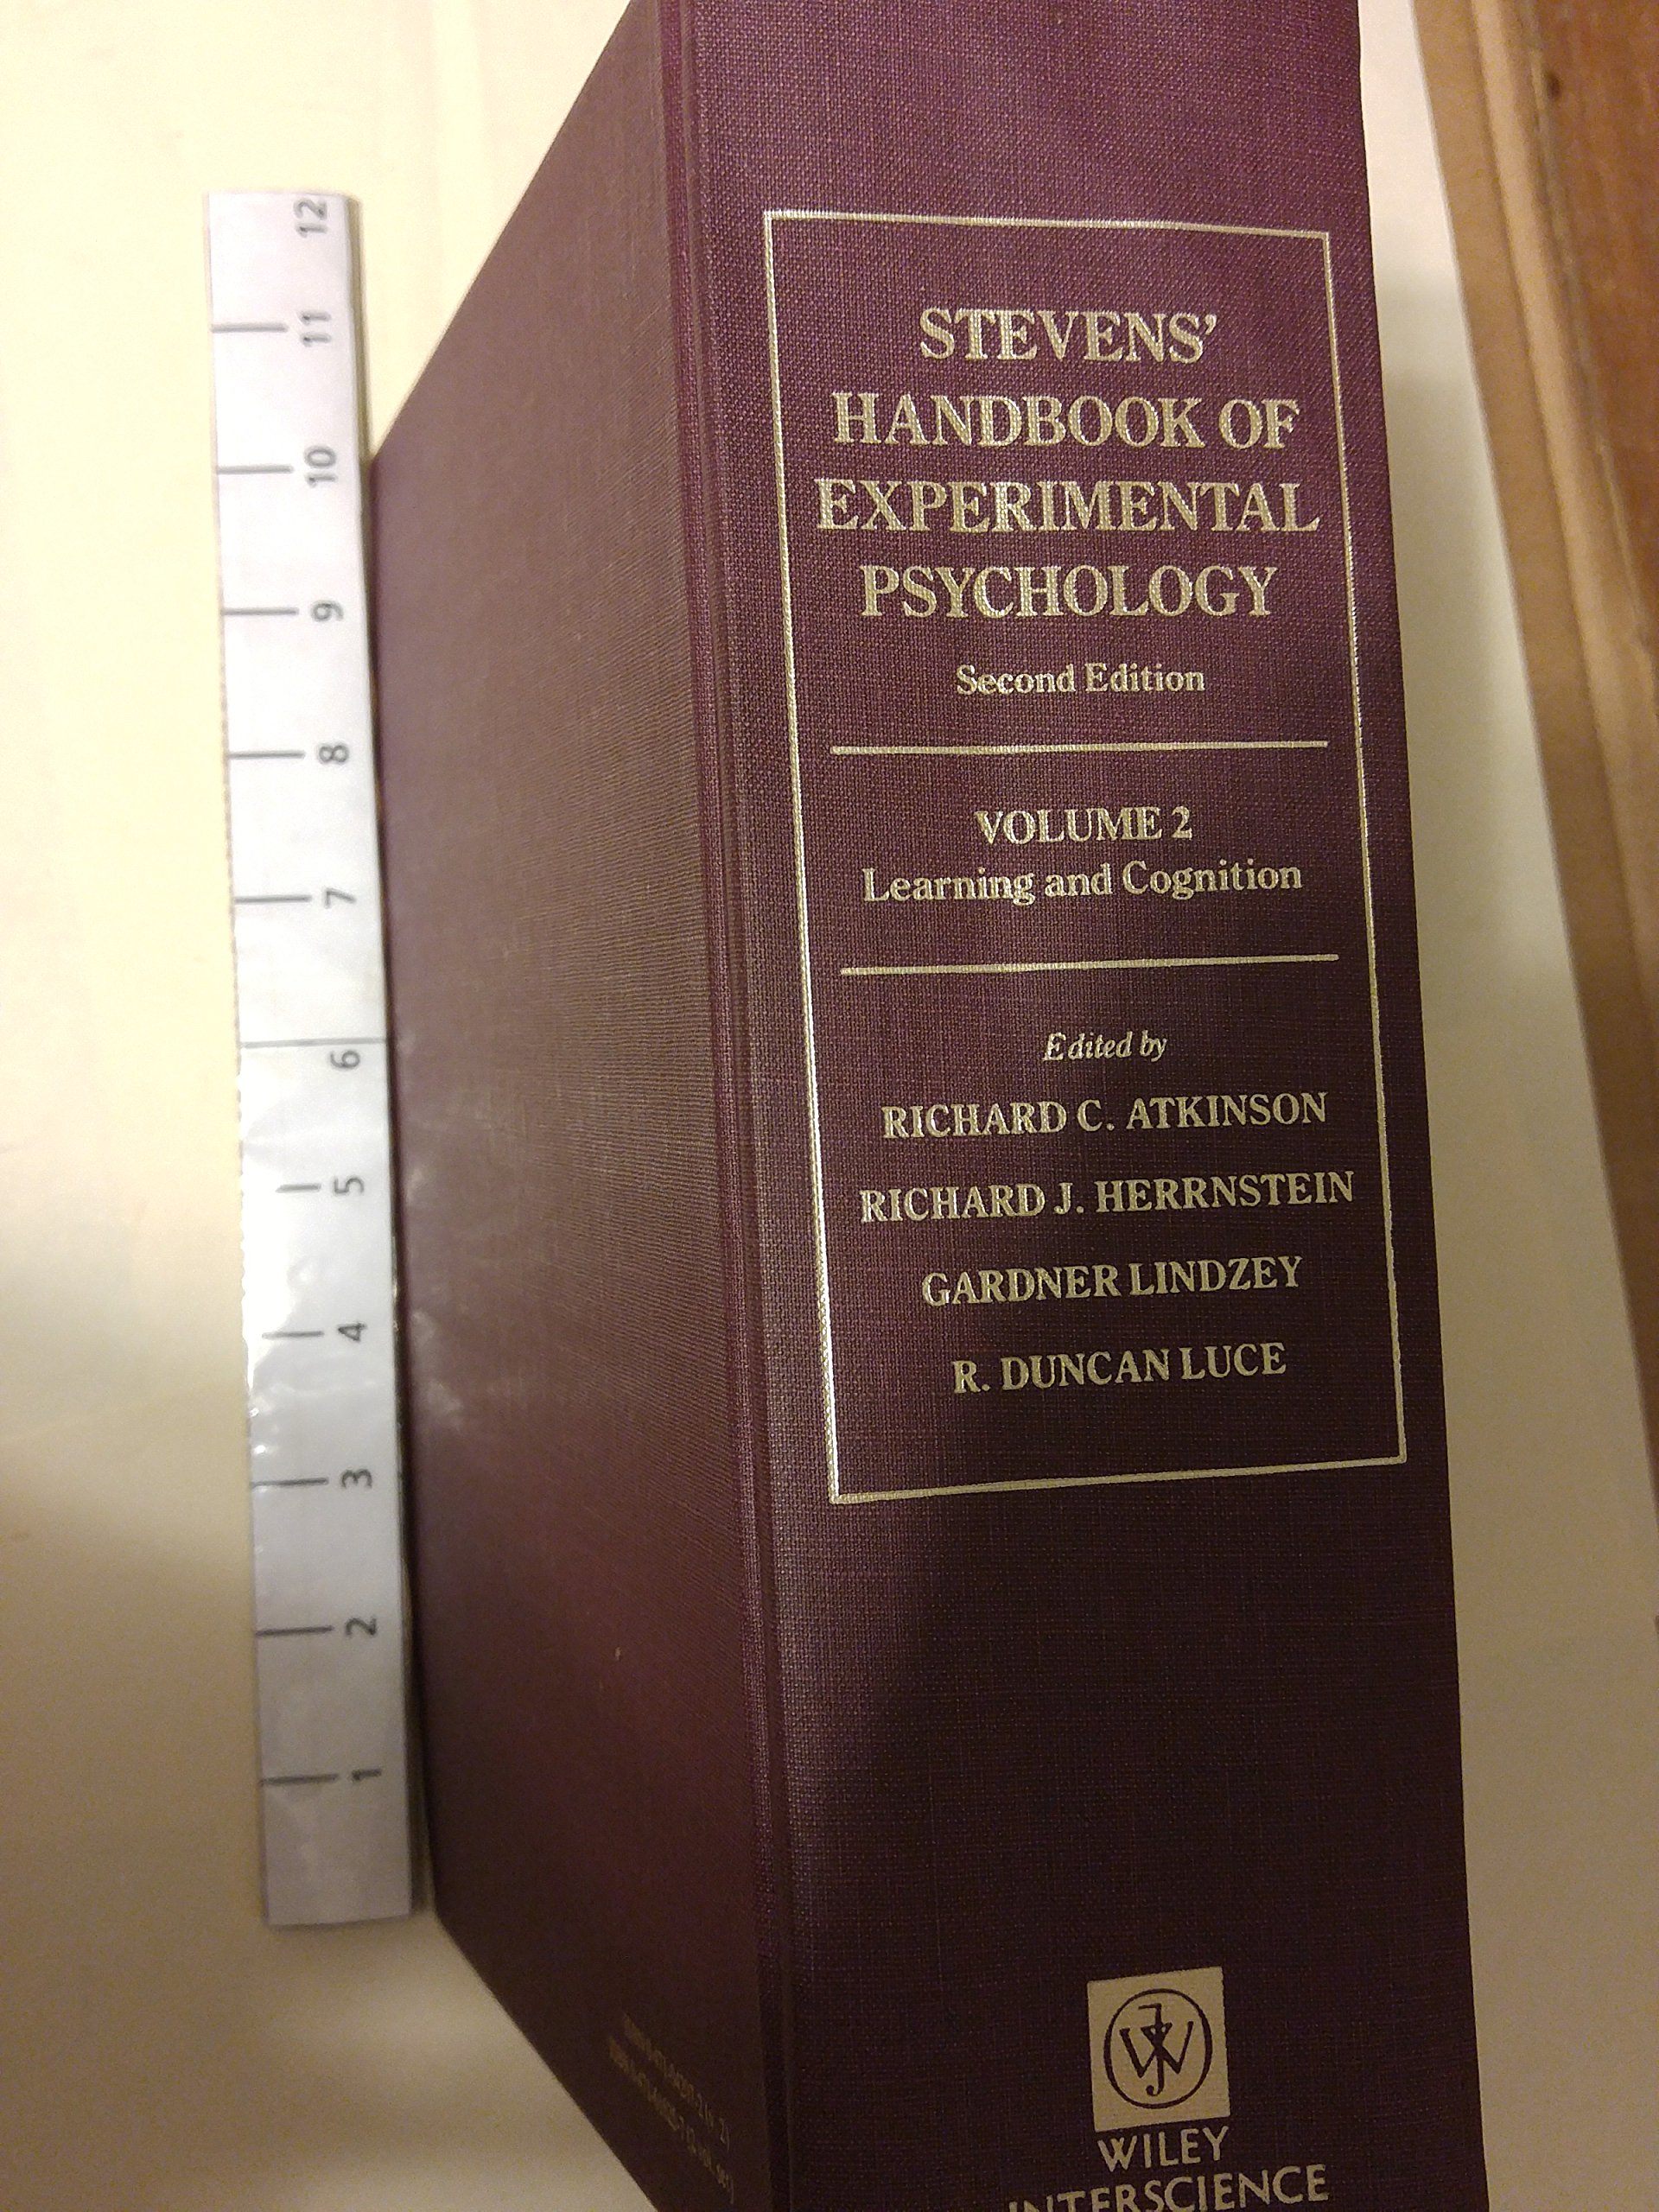 12
11
10
9
8
7
6
5
4
3
2
1
STEVENS'
HANDBOOK OF
EXPERIMENTAL
PSYCHOLOGY
Second Edition
VOLUME 2
Learning and Cognition
Edited by
RICHARD C. ATKINSON
RICHARD J. HERRNSTEIN
GARDNER LINDZEY
R. DUNCAN LUCE
WILEY
INTERSCIENCE